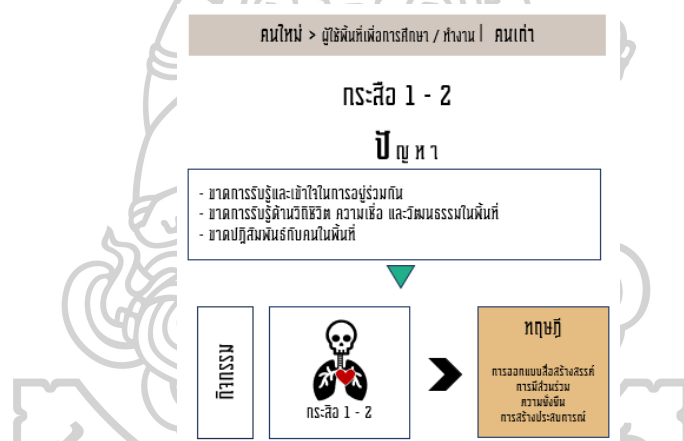 คนใหม่ > ผู้ใช้พื้นที่เพื่อการศึกษา / ทำงาน | คนเก่า
กระสือ 1 - 2
ปัญหา
- ขาดการรับรู้และเข้าใจในการอยู่ร่วมกัน
- ขาดการรับรู้ด้านวิถีชีวิต ความเชื่อ และวัฒนธรรมในพื้นที่
- ขาดปฏิสัมพันธ์กับคนในพื้นที่
กิจกรรม
กระสือ 1 - 2
ทฤษฎี
การออกแบบสื่อสร้างสรรค์
การมีส่วนร่วม
ความยั่งยืน
การสร้างประสบการณ์